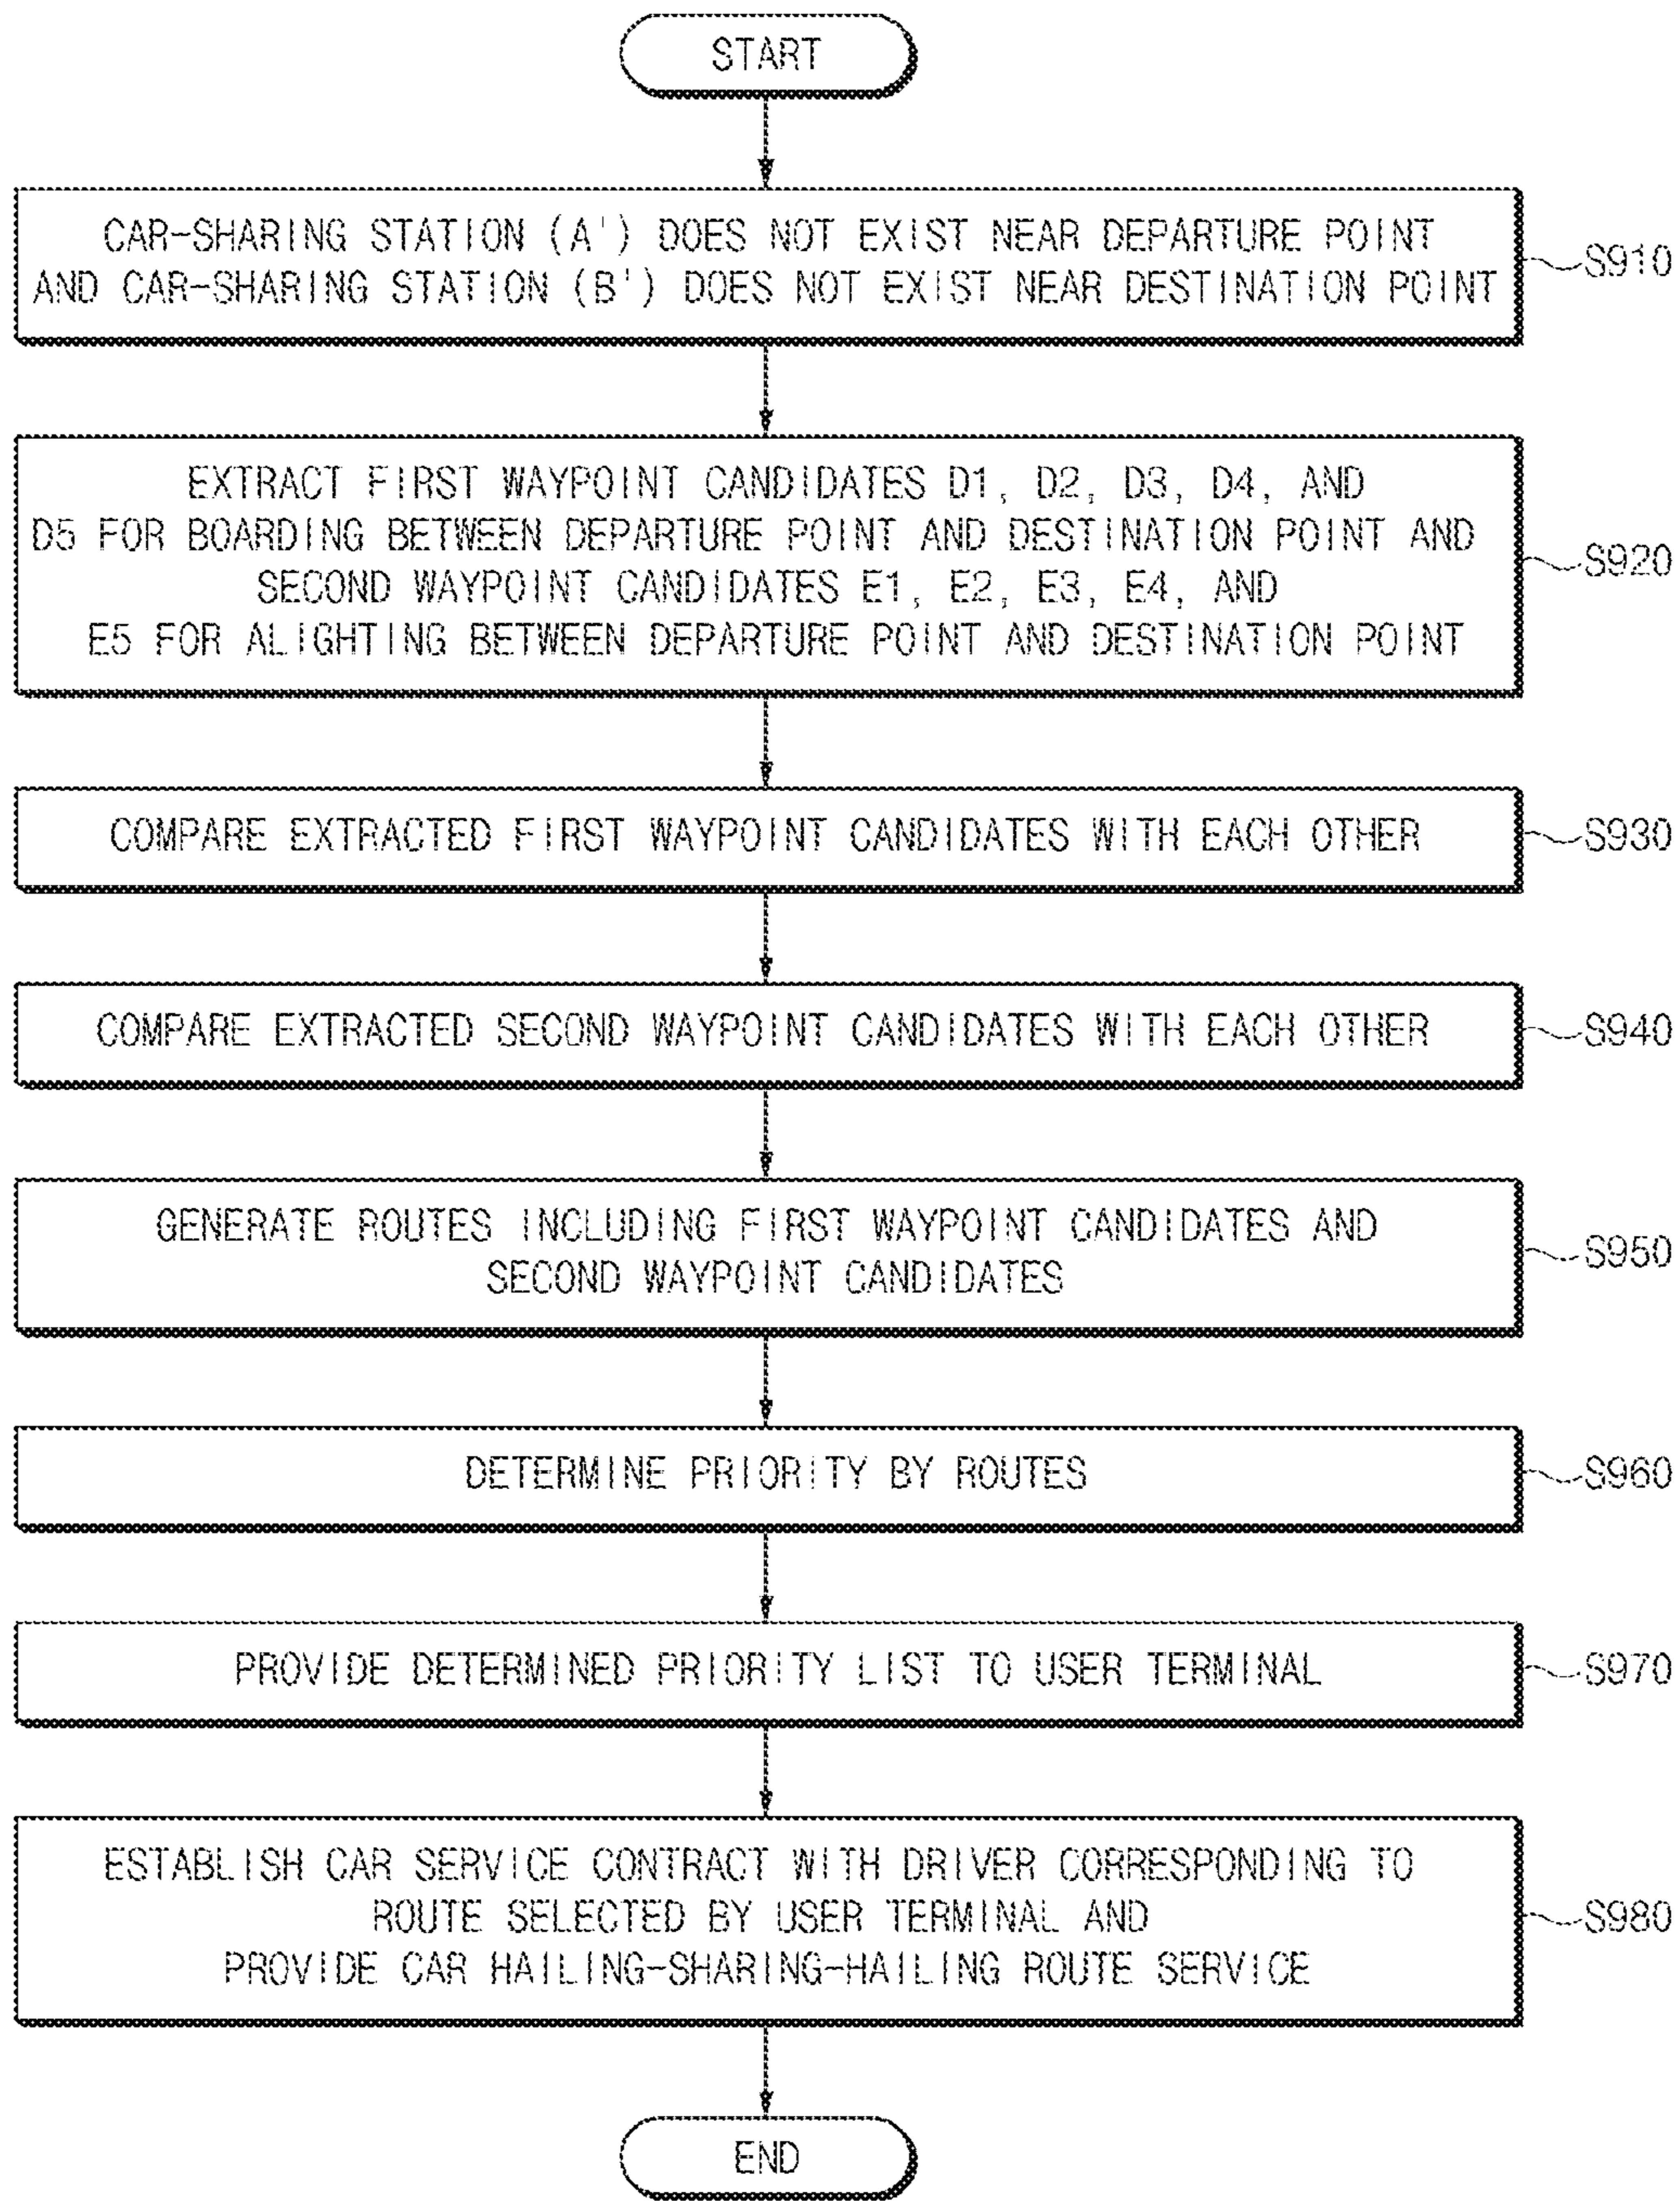 START
CAR-SHARING STATION (A') DOES NOT EXIST NEAR DEPARTURE POINT
AND CAR-SHARING STATION (B') DOES NOT EXIST NEAR DESTINATION POINT
S910
EXTRACT FIRST WAYPOINT CANDIDATES D1, D2, D3, D4, AND
D5 FOR BOARDING BETWEEN DEPARTURE POINT AND DESTINATION POINT AND
SECOND WAYPOINT CANDIDATES E1, E2, E3, E4, AND
E5 FOR ALIGHTING BETWEEN DEPARTURE POINT AND DESTINATION POINT
S920
COMPARE EXTRACTED FIRST WAYPOINT CANDIDATES WITH EACH OTHER
S930
COMPARE EXTRACTED SECOND WAYPOINT CANDIDATES WITH EACH OTHER
S940
GENERATE ROUTES INCLUDING FIRST WAYPOINT CANDIDATES AND
SECOND WAYPOINT CANDIDATES
S950
DETERMINE PRIORITY BY ROUTES
S960
PROVIDE DETERMINED PRIORITY LIST TO USER TERMINAL
S970
ESTABLISH CAR SERVICE CONTRACT WITH DRIVER CORRESPONDING TO
ROUTE SELECTED BY USER TERMINAL AND
PROVIDE CAR HAILING-SHARING-HAILING ROUTE SERVICE
S980
END